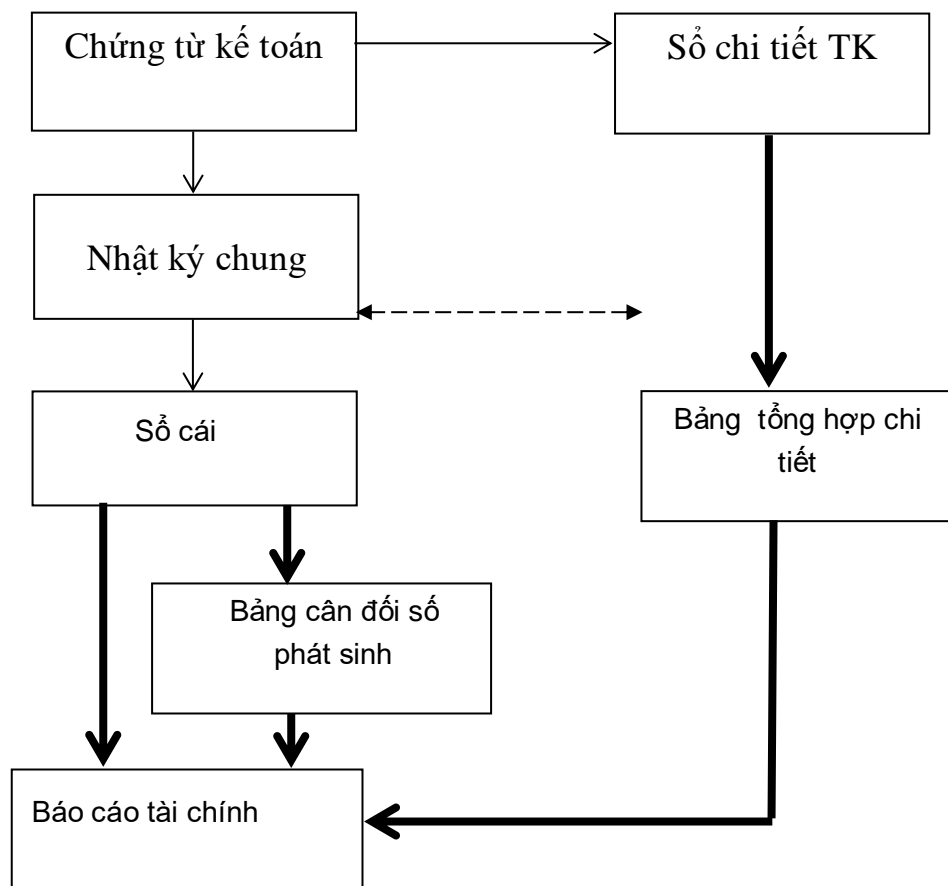 Chứng từ kế toán
Sổ chi tiết TK
Nhật ký chung
Sổ cái
Bảng tổng hợp chi
tiết
Bảng cân đối số
phát sinh
Báo cáo tài chính